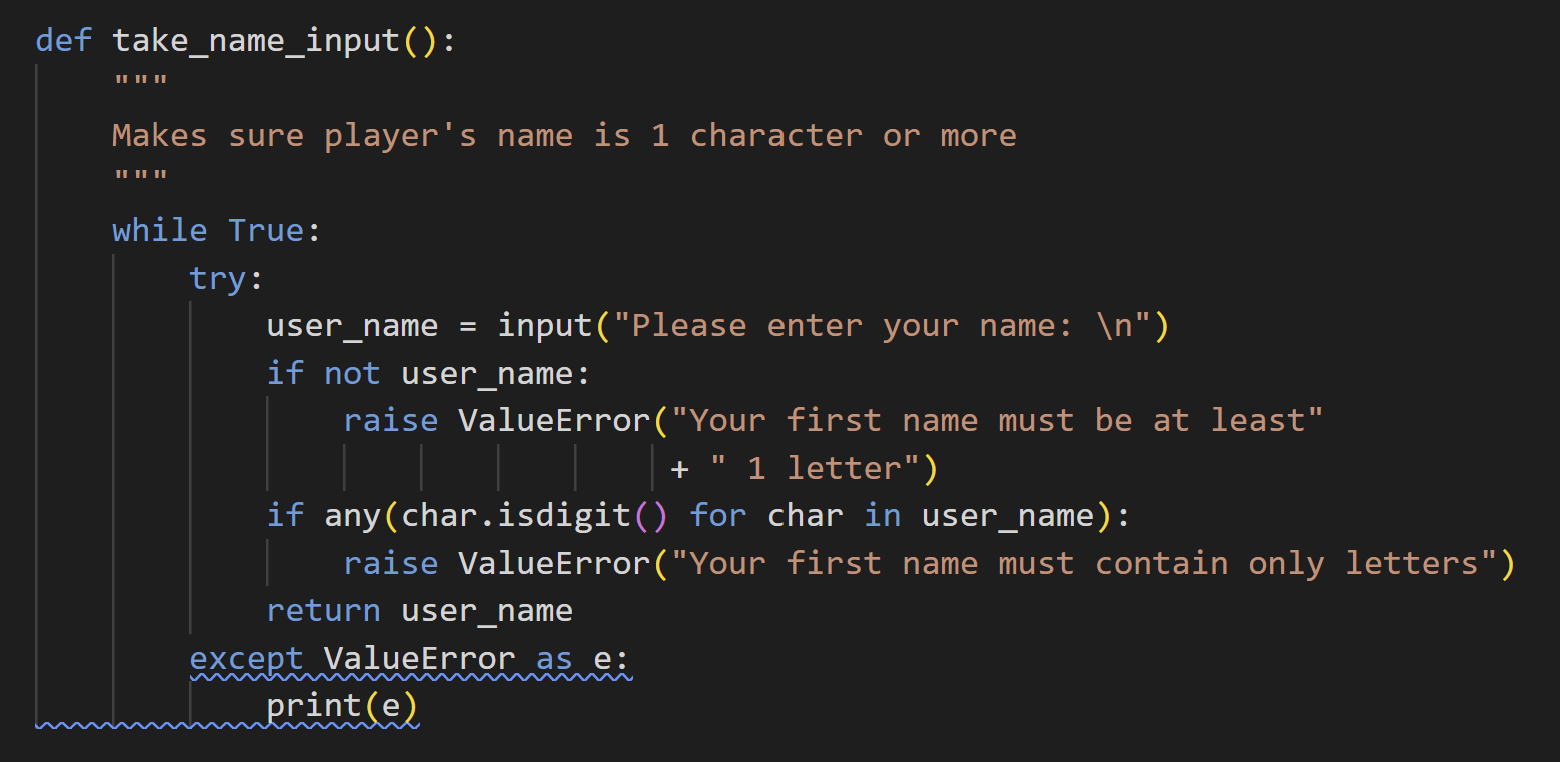 def take_name_input():
    """
    Makes sure player's name is 1 character or more
    """
    while True:
        try:
            user_name = input("Please enter your name: \n")
            if not user_name:
                raise ValueError("Your first name must be at least"
                                 + " 1 letter")
            if any(char.isdigit() for char in user_name):
                raise ValueError("Your first name must contain only letters")
            return user_name
        except ValueError as e:
            print(e)